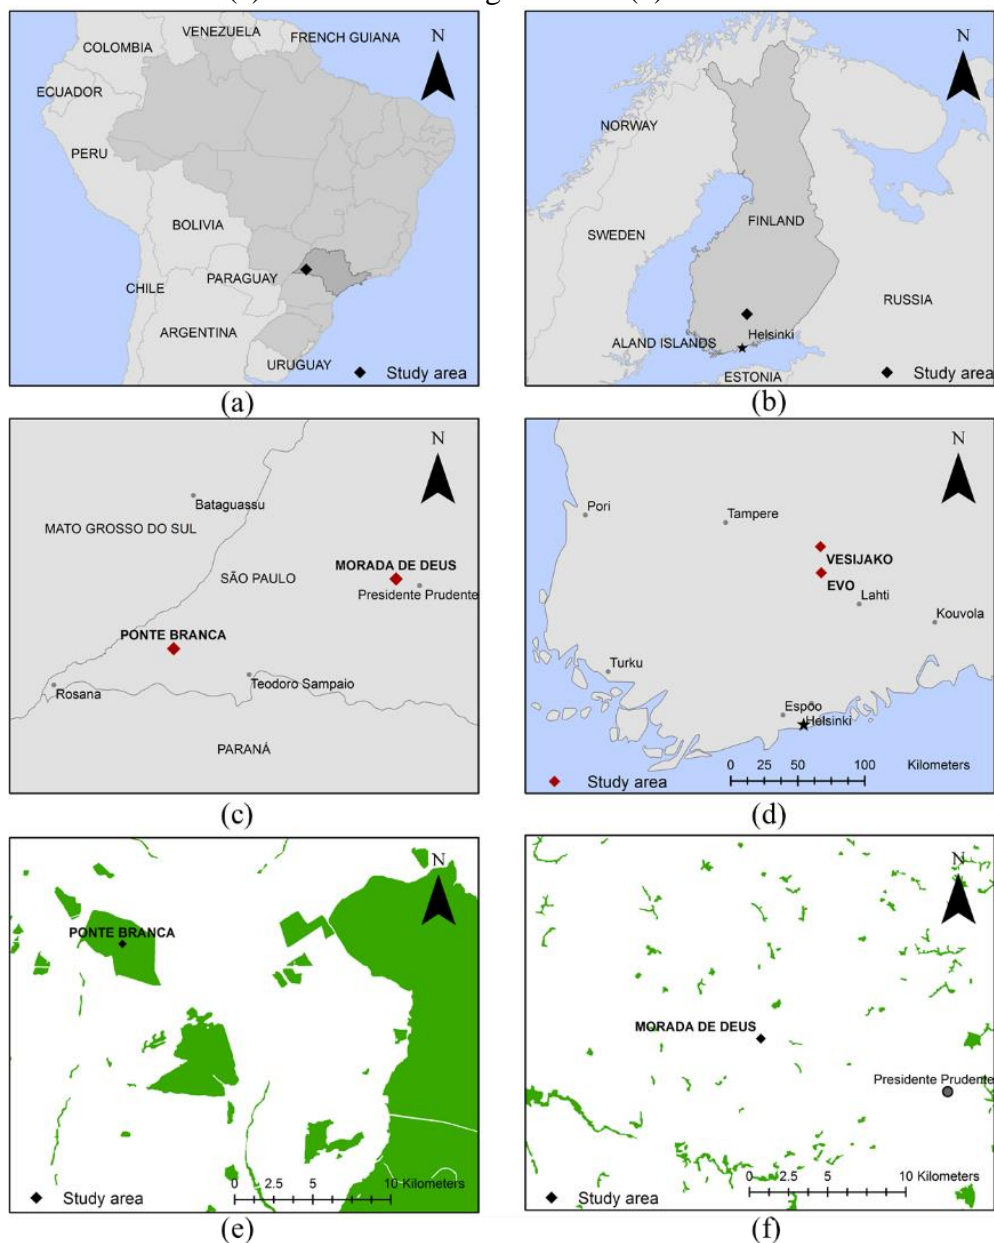 VENEZUELA
N
COLOMBIA
FRENCH GUIANA
ECUADOR
PERU
BOLIVIA
PARAGUAY
CHILE
ARGENTINA
URUGUAY
Study area
(a)
N
NORWAY
FINLAND
SWEDEN
RUSSIA
Helsinki
ALAND ISLANDS
ESTONIA
Study area
(b)
N
Bataguassu
MATO GROSSO DO SUL
MORADA DE DEUS
SÃO PAULO
Presidente Prudente
PONTE BRANCA
Teodoro Sampaio
Rosana
PARANÁ
(c)
N
Pori
Tampere
VESIJAKO
EVO
Lahti
Kouvola
Turku
Espöo
Helsinki
0 25 50 100 Kilometers
Study area
(d)
N
PONTE BRANCA
0 2.5 5 10 Kilometers
Study area
(e)
N
MORADA DE DEUS
Presidente Prudente
0 2.5 5 10 Kilometers
Study area
(f)